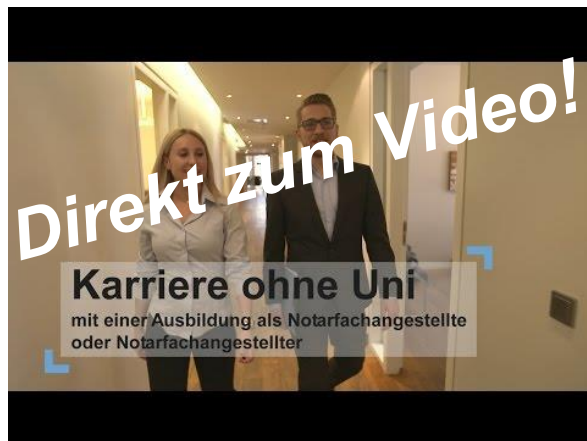 Direkt zum Video!
Karriere ohne Uni
mit einer Ausbildung als Notarfachangestellte
oder Notarfachangestellter